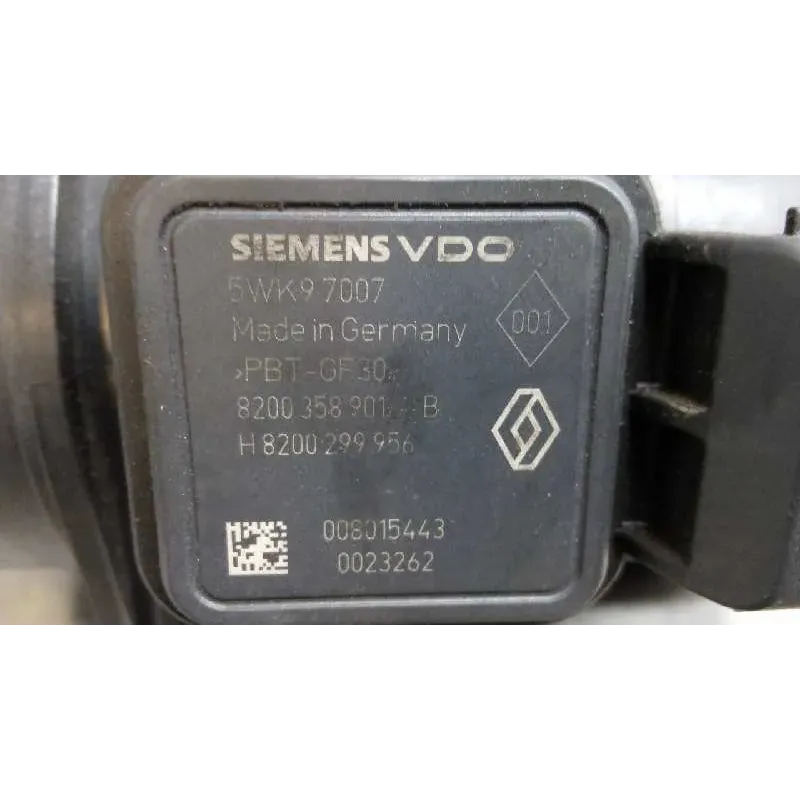 SIEMENS VDO
5WK9 7007
001
Made in Germany
>PBT-GF30<
8200 358 901 B
H 8200 299 956
008015443
0023262